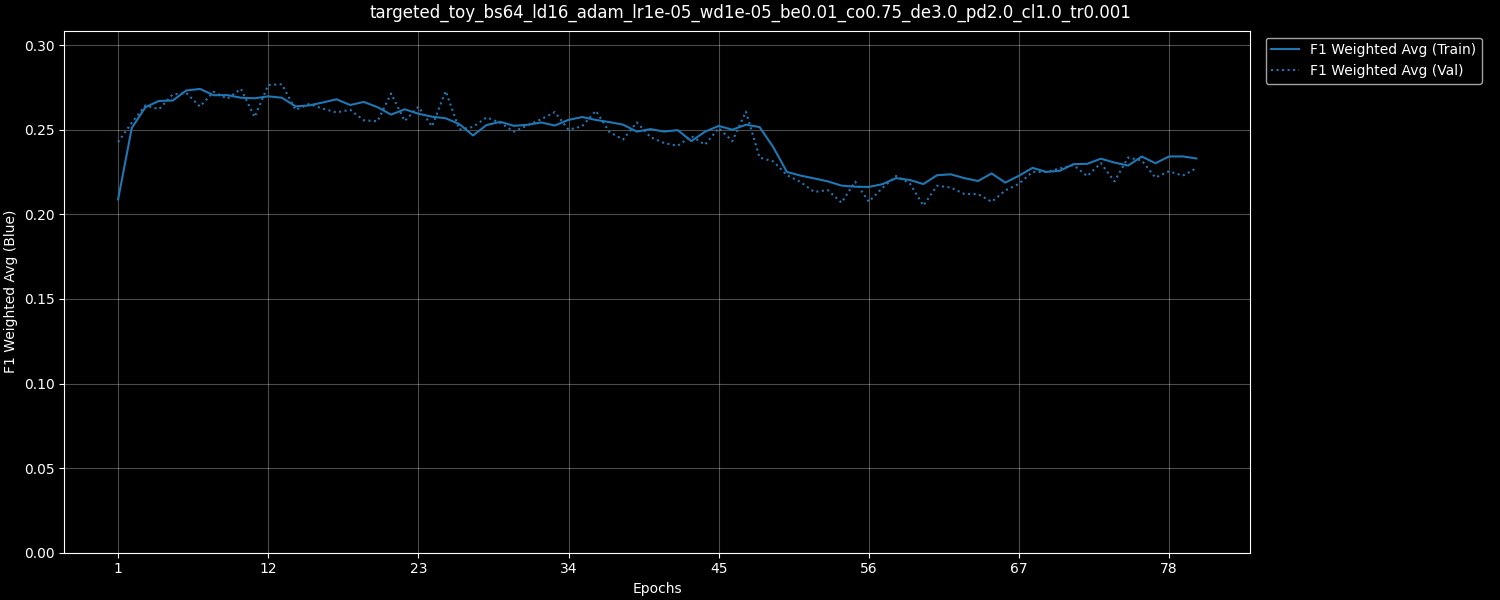 targeted_toy_bs64_ld16_adam_lr1e-05_wd1e-05_be0.01_co0.75_de3.0_pd2.0_cl1.0_tr0.001
F1 Weighted Avg (Train)
F1 Weighted Avg (Val)
F1 Weighted Avg (Blue)
0.30
0.25
0.20
0.15
0.10
0.05
0.00
1 12 23 34 45 56 67 78
Epochs